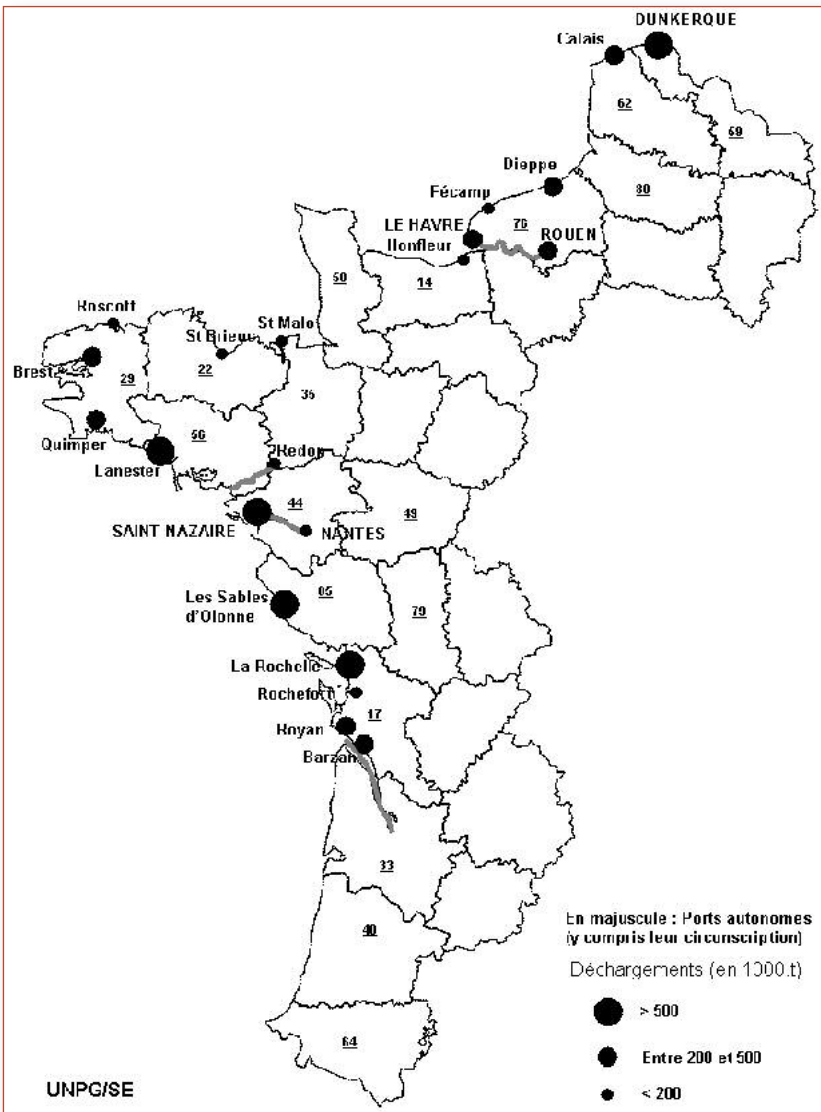 DUNKERQUE
Calais
62
59
Dieppe
80
Fécamp
LE HAVRE
76
ROUEN
Honfleur
50
14
Roscoff
St Malo
St Brieuc
22
Brest
29
35
56
Quimper
?Redon
Lanester
44
49
SAINT NAZAIRE
NANTES
85
Les Sables
d'Olonne
79
La Rochelle
Rochefort
17
Royan
Barzan
33
En majuscule : Ports autonomes
(y compris leur circunscription)
40
Déchargements (en 1000.t)
> 500
64
Entre 200 et 500
UNPG/SE
< 200